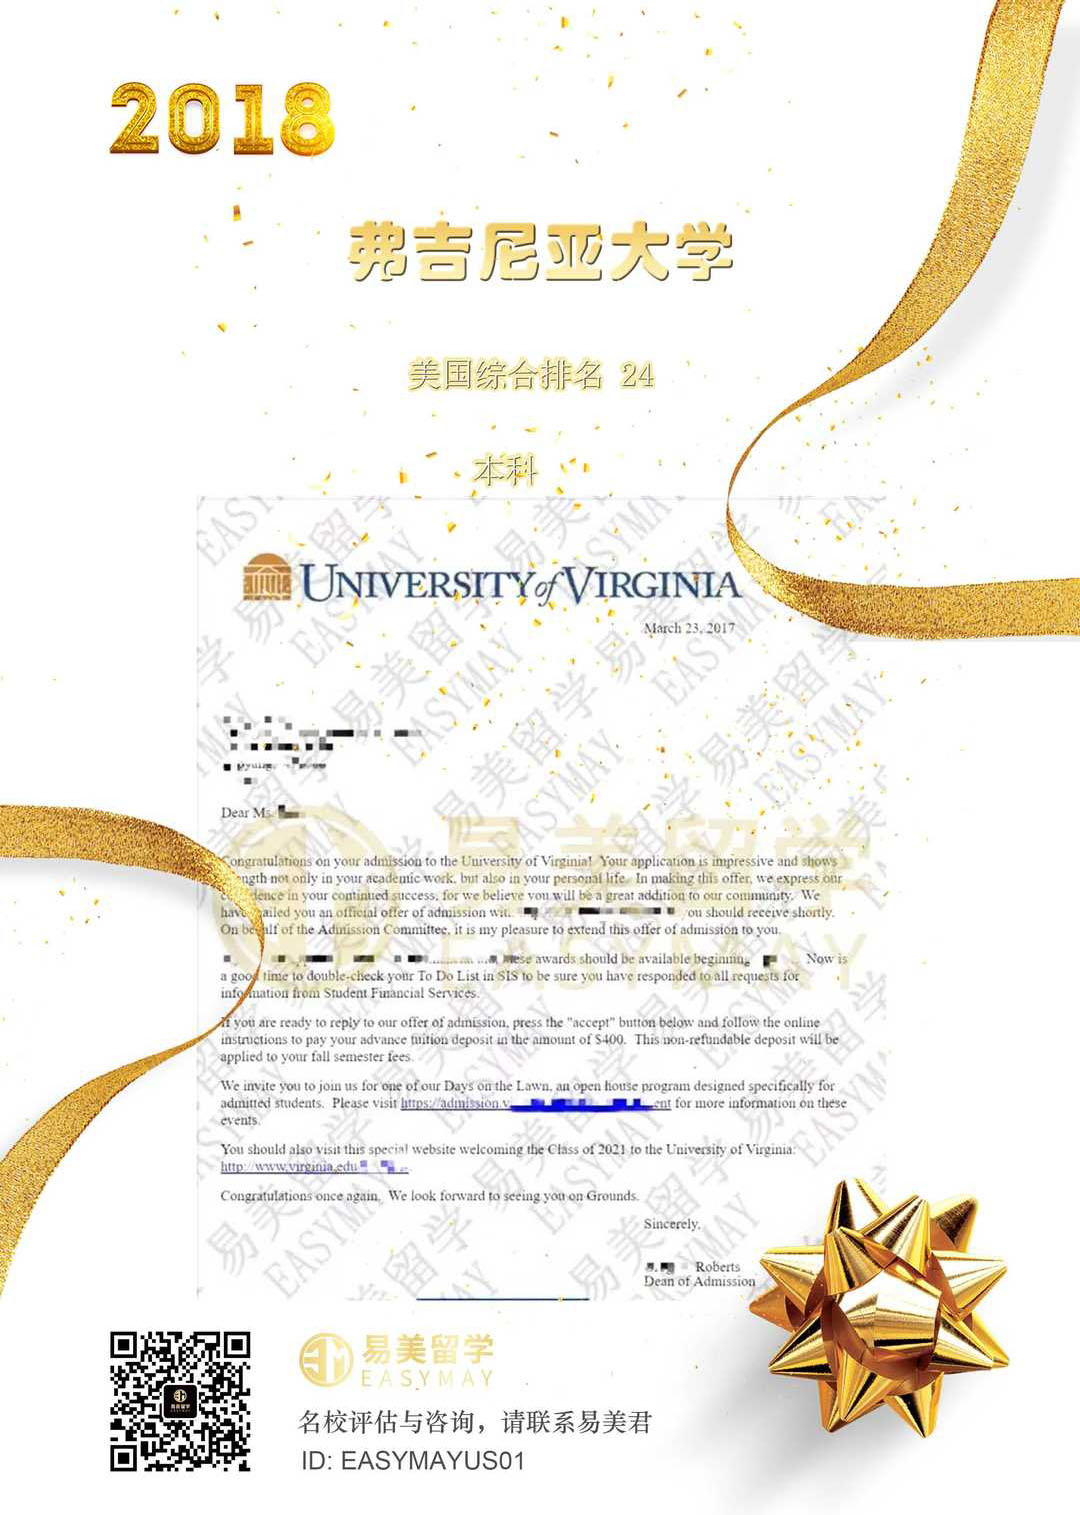 2018
弗吉尼亚大学
美国综合排名 24
本科
UNIVERSITY of VIRGINIA
March 23, 2017
Dear Ms.
Congratulations on your admission to the University of Virginia! Your application is impressive and shows
ength not only in your academic work, but also in your personal life. In making this offer, we express our
dence in your continued success, for we believe you will be a great addition to our community. We
have ailed you an official offer of admission wit you should receive shortly.
On be alf of the Admission Committee, it is my pleasure to extend this offer of admission to you.
ese awards should be available beginning Now is
a good time to double-check your To Do List in SIS to be sure you have responded to all requests for
information from Student Financial Services.
If you are ready to reply to our offer of admission, press the "accept" button below and follow the online
instructions to pay your advance tuition deposit in the amount of $400. This non-refundable deposit will be
applied to your fall semester fees.
We invite you to join us for one of our Days on the Lawn, an open house program designed specifically for
admitted students. Please visit https://admission.v ent for more information on these
events.
You should also visit this special website welcoming the Class of 2021 to the University of Virginia:
http://www.virginia.edu
Congratulations once again. We look forward to seeing you on Grounds.
Sincerely,
Roberts
Dean of Admission
易美留学
EASYMAY
名校评估与咨询，请联系易美君
ID: EASYMAYUS01